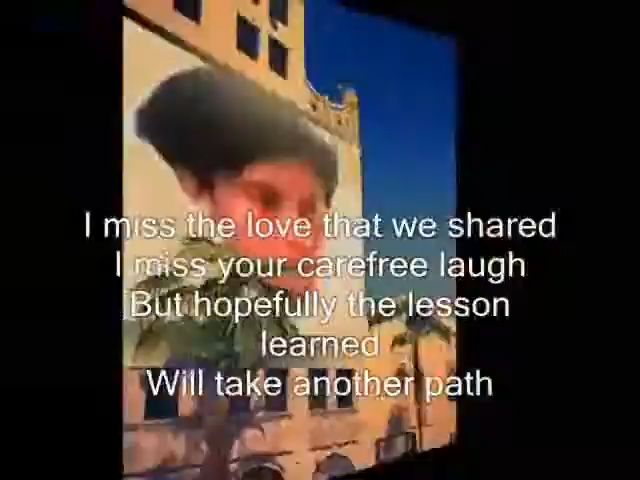 I miss the love that we shared
I miss your carefree laugh
But hopefully the lesson
learned
Will take another path